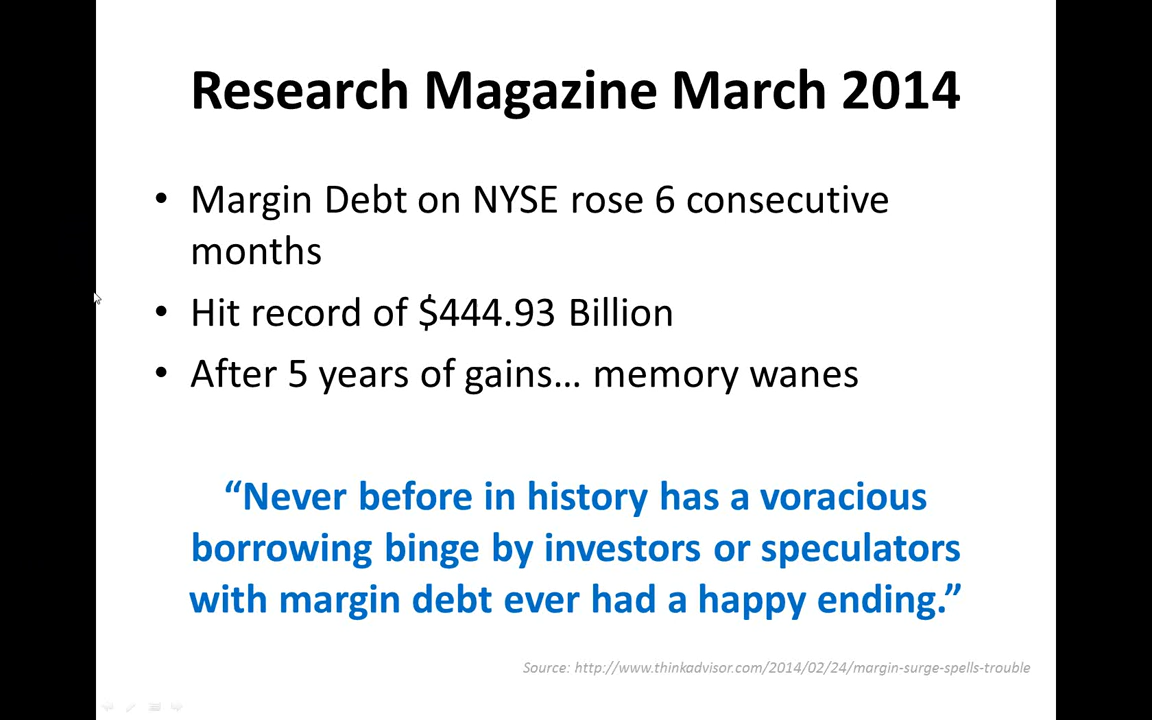 Research Magazine March 2014
• Margin Debt on NYSE rose 6 consecutive
months
• Hit record of $444.93 Billion
• After 5 years of gains... memory wanes
“Never before in history has a voracious
borrowing binge by investors or speculators
with margin debt ever had a happy ending.”
Source: http://www.thinkadvisor.com/2014/02/24/margin-surge-spells-trouble